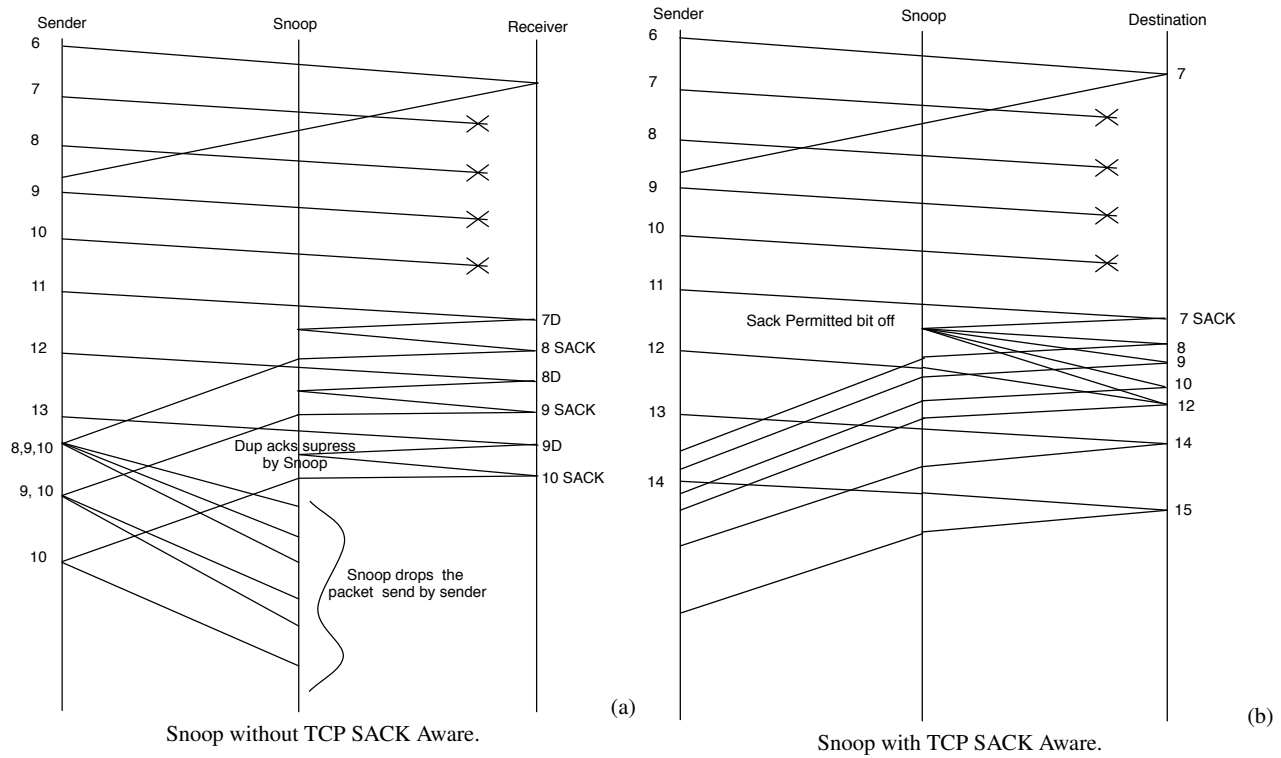 Sender
Snoop
Receiver
6
7
8
9
10
11
12
13
8,9,10
9, 10
10
7D
8 SACK
8D
9 SACK
9D
10 SACK
Dup acks supress
by Snoop
Snoop drops the
packet send by sender
(a)
Snoop without TCP SACK Aware.
Sender
Snoop
Destination
6
7
8
9
10
11
12
13
14
Sack Permitted bit off
7
7 SACK
8
9
10
12
14
15
(b)
Snoop with TCP SACK Aware.